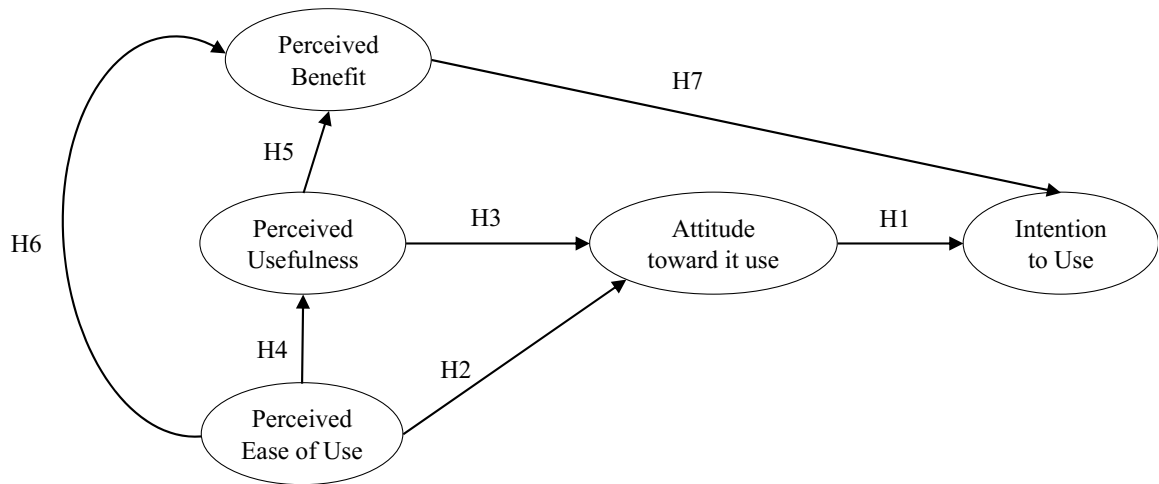 Perceived
Benefit
H7
H5
Perceived
Usefulness
H3
Attitude
toward it use
H1
Intention
to Use
H6
H4
H2
Perceived
Ease of Use